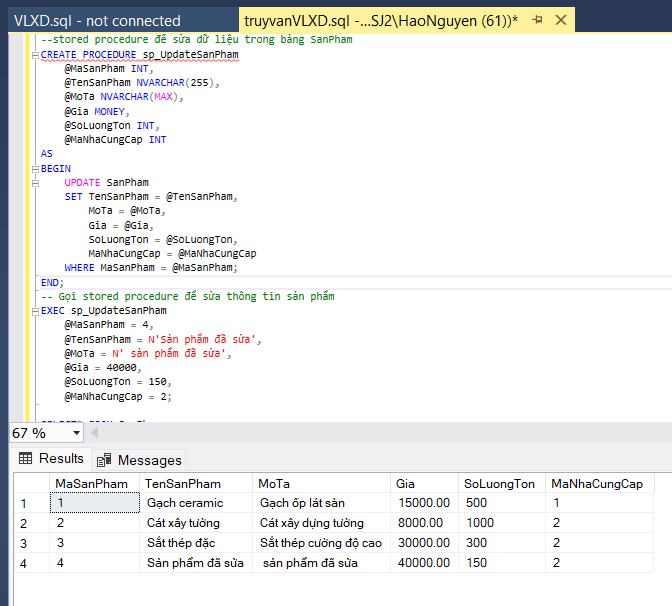 VLXD.sql - not connected
truyvanVLXD.sql -...SJ2\HaoNguyen (61))*
--stored procedure để sửa dữ liệu trong bảng SanPham
CREATE PROCEDURE sp_UpdateSanPham
@MaSanPham INT,
@TenSanPham NVARCHAR(255),
@MoTa NVARCHAR(MAX),
@Gia MONEY,
@SoLuongTon INT,
@MaNhaCungCap INT
AS
BEGIN
UPDATE SanPham
SET TenSanPham = @TenSanPham,
MoTa = @MoTa,
Gia = @Gia,
SoLuongTon = @SoLuongTon,
MaNhaCungCap = @MaNhaCungCap
WHERE MaSanPham = @MaSanPham;
END;
-- Gọi stored procedure để sửa thông tin sản phẩm
EXEC sp_UpdateSanPham
@MaSanPham = 4,
@TenSanPham = N'Sản phẩm đã sửa',
@MoTa = N' sản phẩm đã sửa',
@Gia = 40000,
@SoLuongTon = 150,
@MaNhaCungCap = 2;
67 %
Results Messages
MaSanPham TenSanPham MoTa Gia SoLuongTon MaNhaCungCap
1 1 Gạch ceramic Gạch ốp lát sàn 15000.00 500 1
2 2 Cát xây tường Cát xây dựng tường 8000.00 1000 2
3 3 Sắt thép đặc Sắt thép cường độ cao 30000.00 300 2
4 4 Sản phẩm đã sửa sản phẩm đã sửa 40000.00 150 2